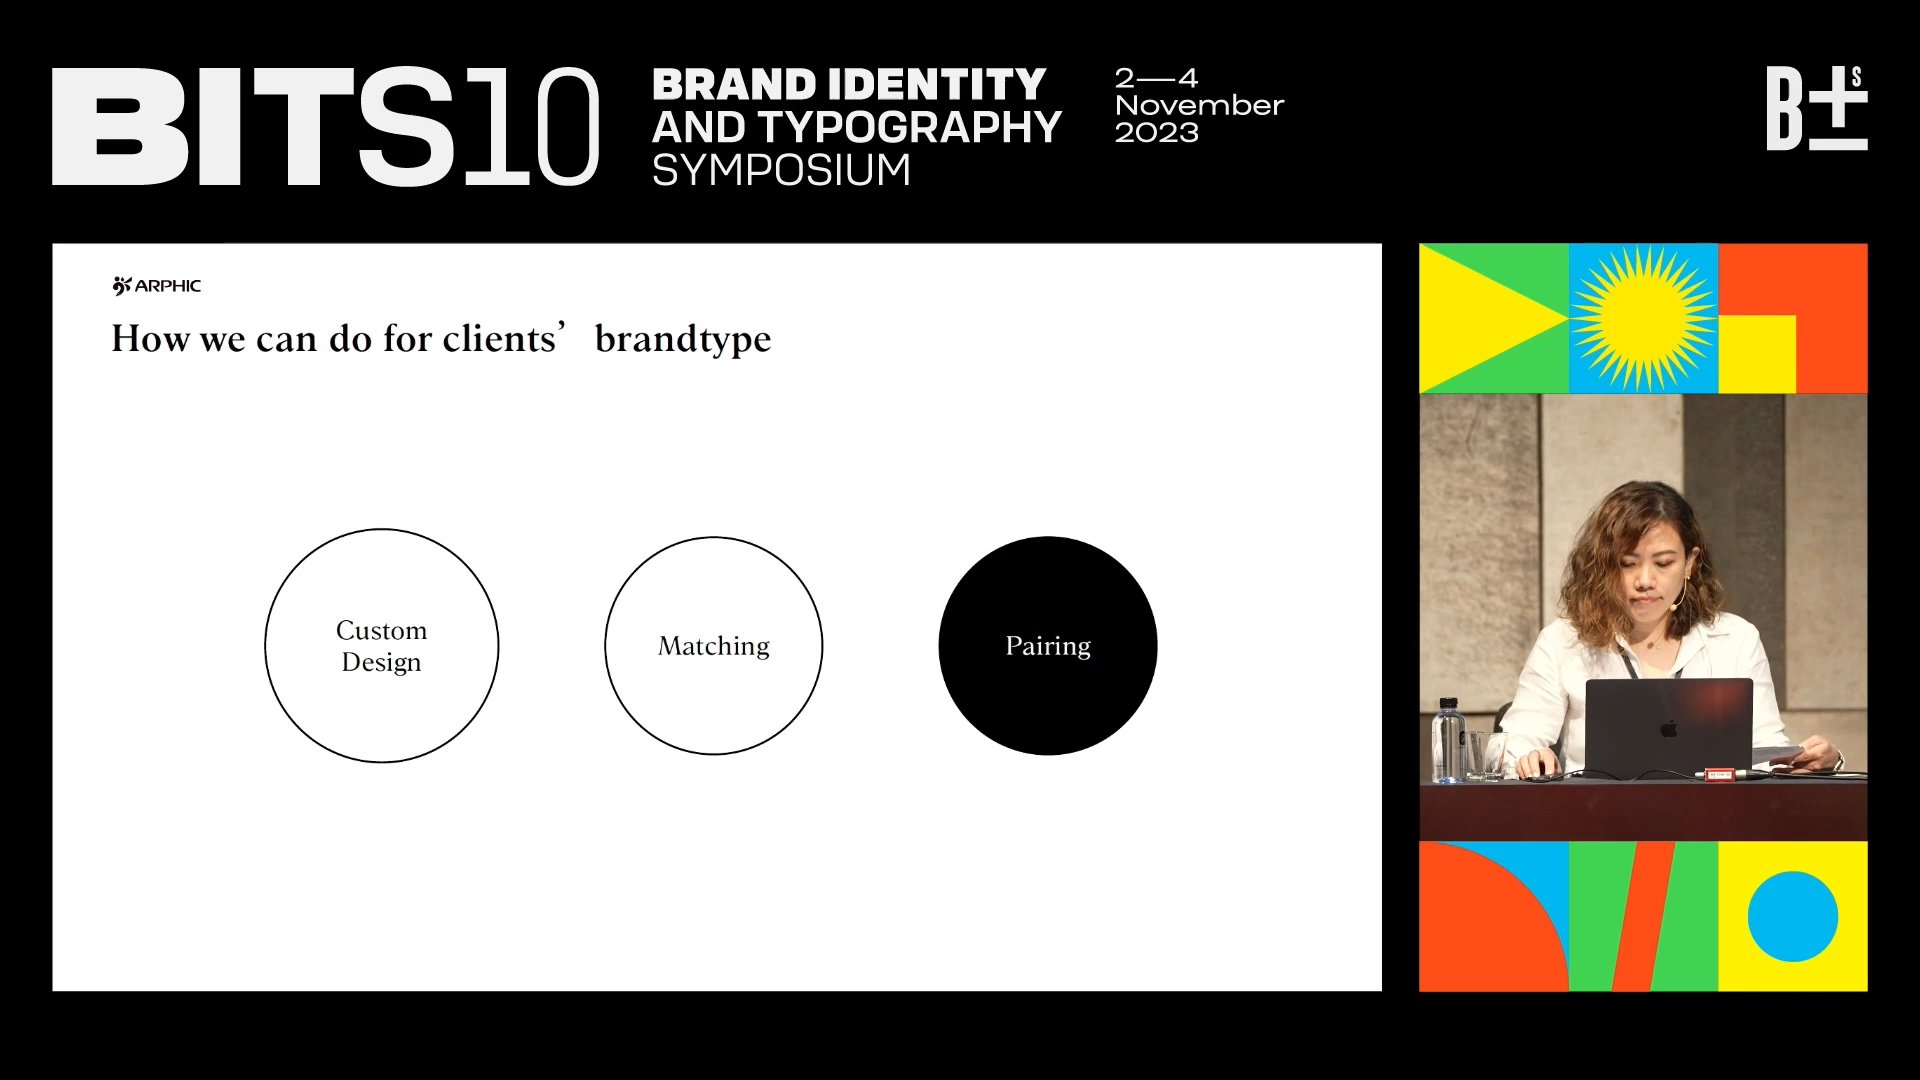 BITS10
BRAND IDENTITY
AND TYPOGRAPHY
SYMPOSIUM
2—4
November
2023
B±s
ARPHIC
How we can do for clients’ brandtype
Custom
Design
Matching
Pairing